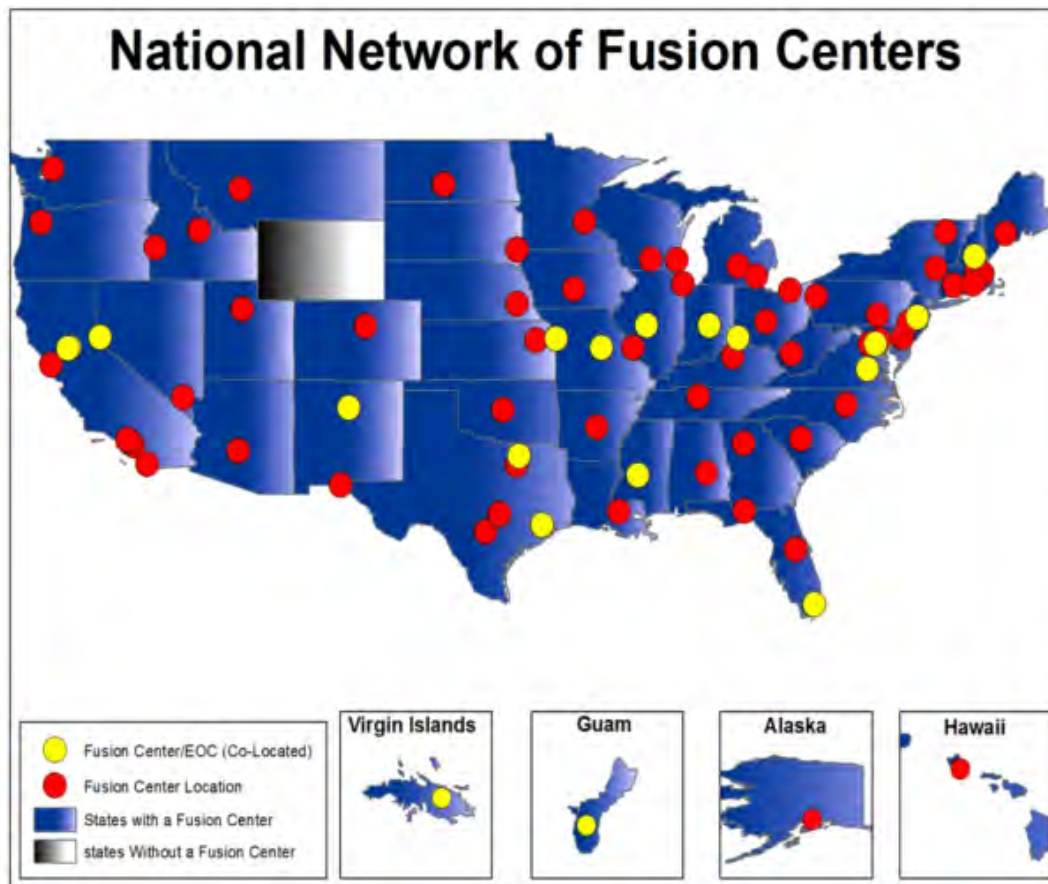 National Network of Fusion Centers
Virgin Islands
Guam
Alaska
Hawaii
Fusion Center/EOC (Co-Located)
Fusion Center Location
States with a Fusion Center
states Without a Fusion Center